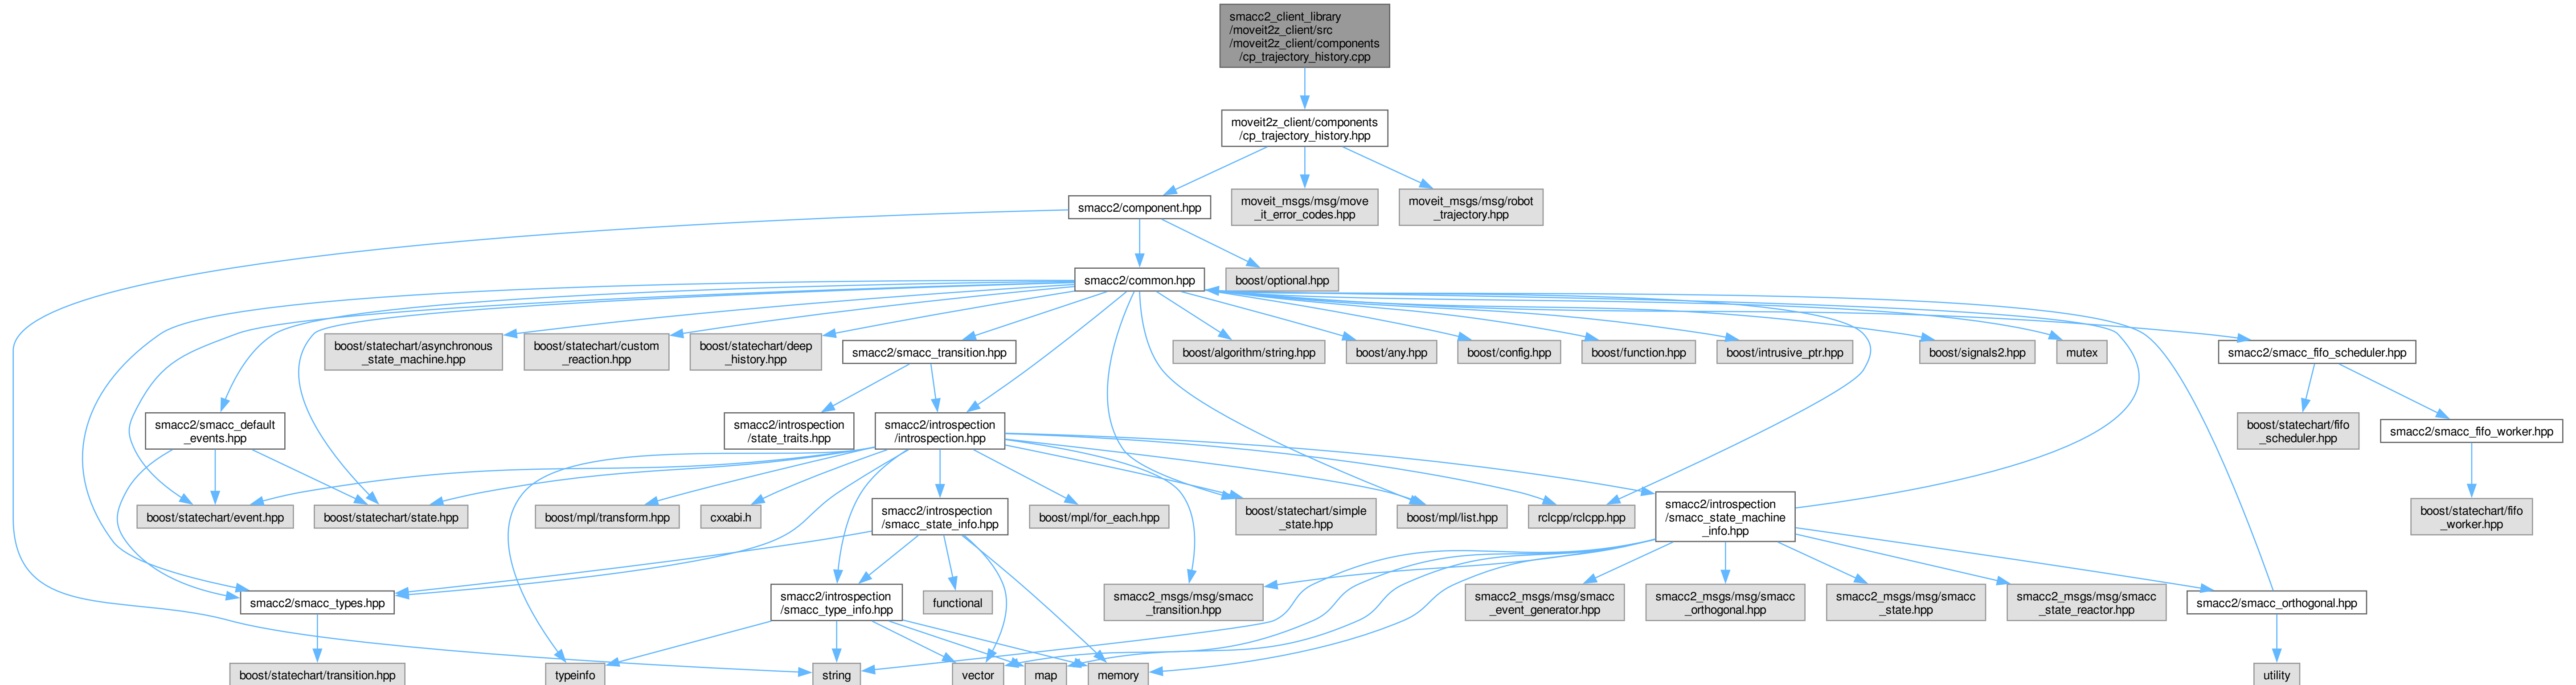 smacc2_client_library
/moveit2z_client/src
/moveit2z_client/components
/cp_trajectory_history.cpp
moveit2z_client/components
/cp_trajectory_history.hpp
smacc2/component.hpp
moveit_msgs/msg/move
_it_error_codes.hpp
moveit_msgs/msg/robot
_trajectory.hpp
smacc2/common.hpp
boost/optional.hpp
boost/statechart/asynchronous
_state_machine.hpp
boost/statechart/custom
_reaction.hpp
boost/statechart/deep
_history.hpp
smacc2/smacc_transition.hpp
boost/algorithm/string.hpp
boost/any.hpp
boost/config.hpp
boost/function.hpp
boost/intrusive_ptr.hpp
boost/signals2.hpp
mutex
smacc2/smacc_fifo_scheduler.hpp
smacc2/smacc_default
_events.hpp
smacc2/introspection
/state_traits.hpp
smacc2/introspection
/introspection.hpp
boost/statechart/fifo
_scheduler.hpp
smacc2/smacc_fifo_worker.hpp
boost/statechart/event.hpp
boost/statechart/state.hpp
boost/mpl/transform.hpp
cxxabi.h
smacc2/introspection
/smacc_state_info.hpp
boost/mpl/for_each.hpp
boost/statechart/simple
_state.hpp
boost/mpl/list.hpp
rclcpp/rclcpp.hpp
smacc2/introspection
/smacc_state_machine
_info.hpp
boost/statechart/fifo
_worker.hpp
smacc2/smacc_types.hpp
smacc2/introspection
/smacc_type_info.hpp
functional
smacc2_msgs/msg/smacc
_transition.hpp
smacc2_msgs/msg/smacc
_event_generator.hpp
smacc2_msgs/msg/smacc
_orthogonal.hpp
smacc2_msgs/msg/smacc
_state.hpp
smacc2_msgs/msg/smacc
_state_reactor.hpp
smacc2/smacc_orthogonal.hpp
boost/statechart/transition.hpp
typeinfo
string
vector
map
memory
utility